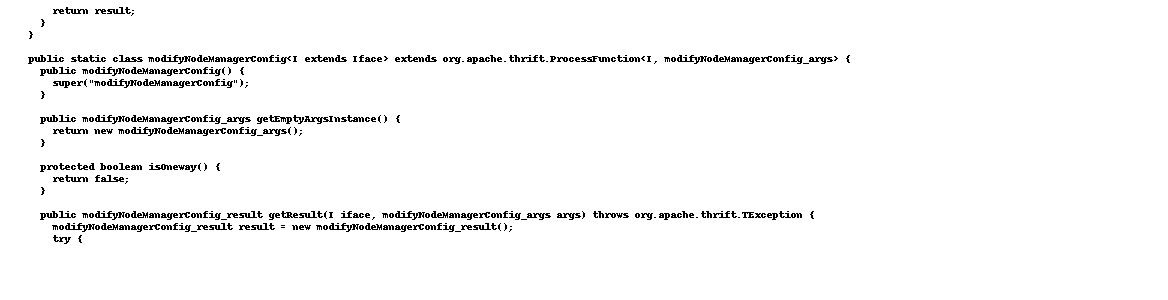 return result;
}
}
public static class modifyNodeManagerConfig<I extends Iface> extends org.apache.thrift.ProcessFunction<I, modifyNodeManagerConfig_args> {
public modifyNodeManagerConfig() {
super("modifyNodeManagerConfig");
}
public modifyNodeManagerConfig_args getEmptyArgsInstance() {
return new modifyNodeManagerConfig_args();
}
protected boolean isOneway() {
return false;
}
public modifyNodeManagerConfig_result getResult(I iface, modifyNodeManagerConfig_args args) throws org.apache.thrift.TException {
modifyNodeManagerConfig_result result = new modifyNodeManagerConfig_result();
try {